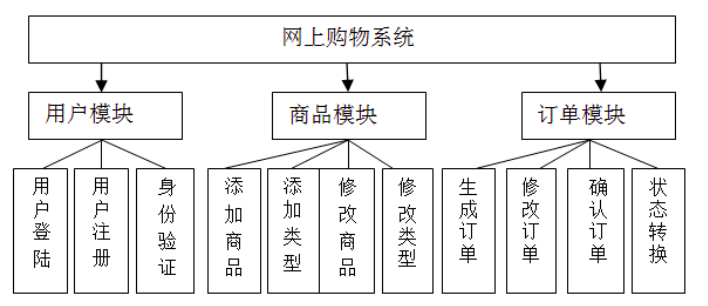 网上购物系统
用户模块
商品模块
订单模块
用户登陆
用户注册
身份验证
添加商品
添加类型
修改商品
修改类型
生成订单
修改订单
确认订单
状态转换